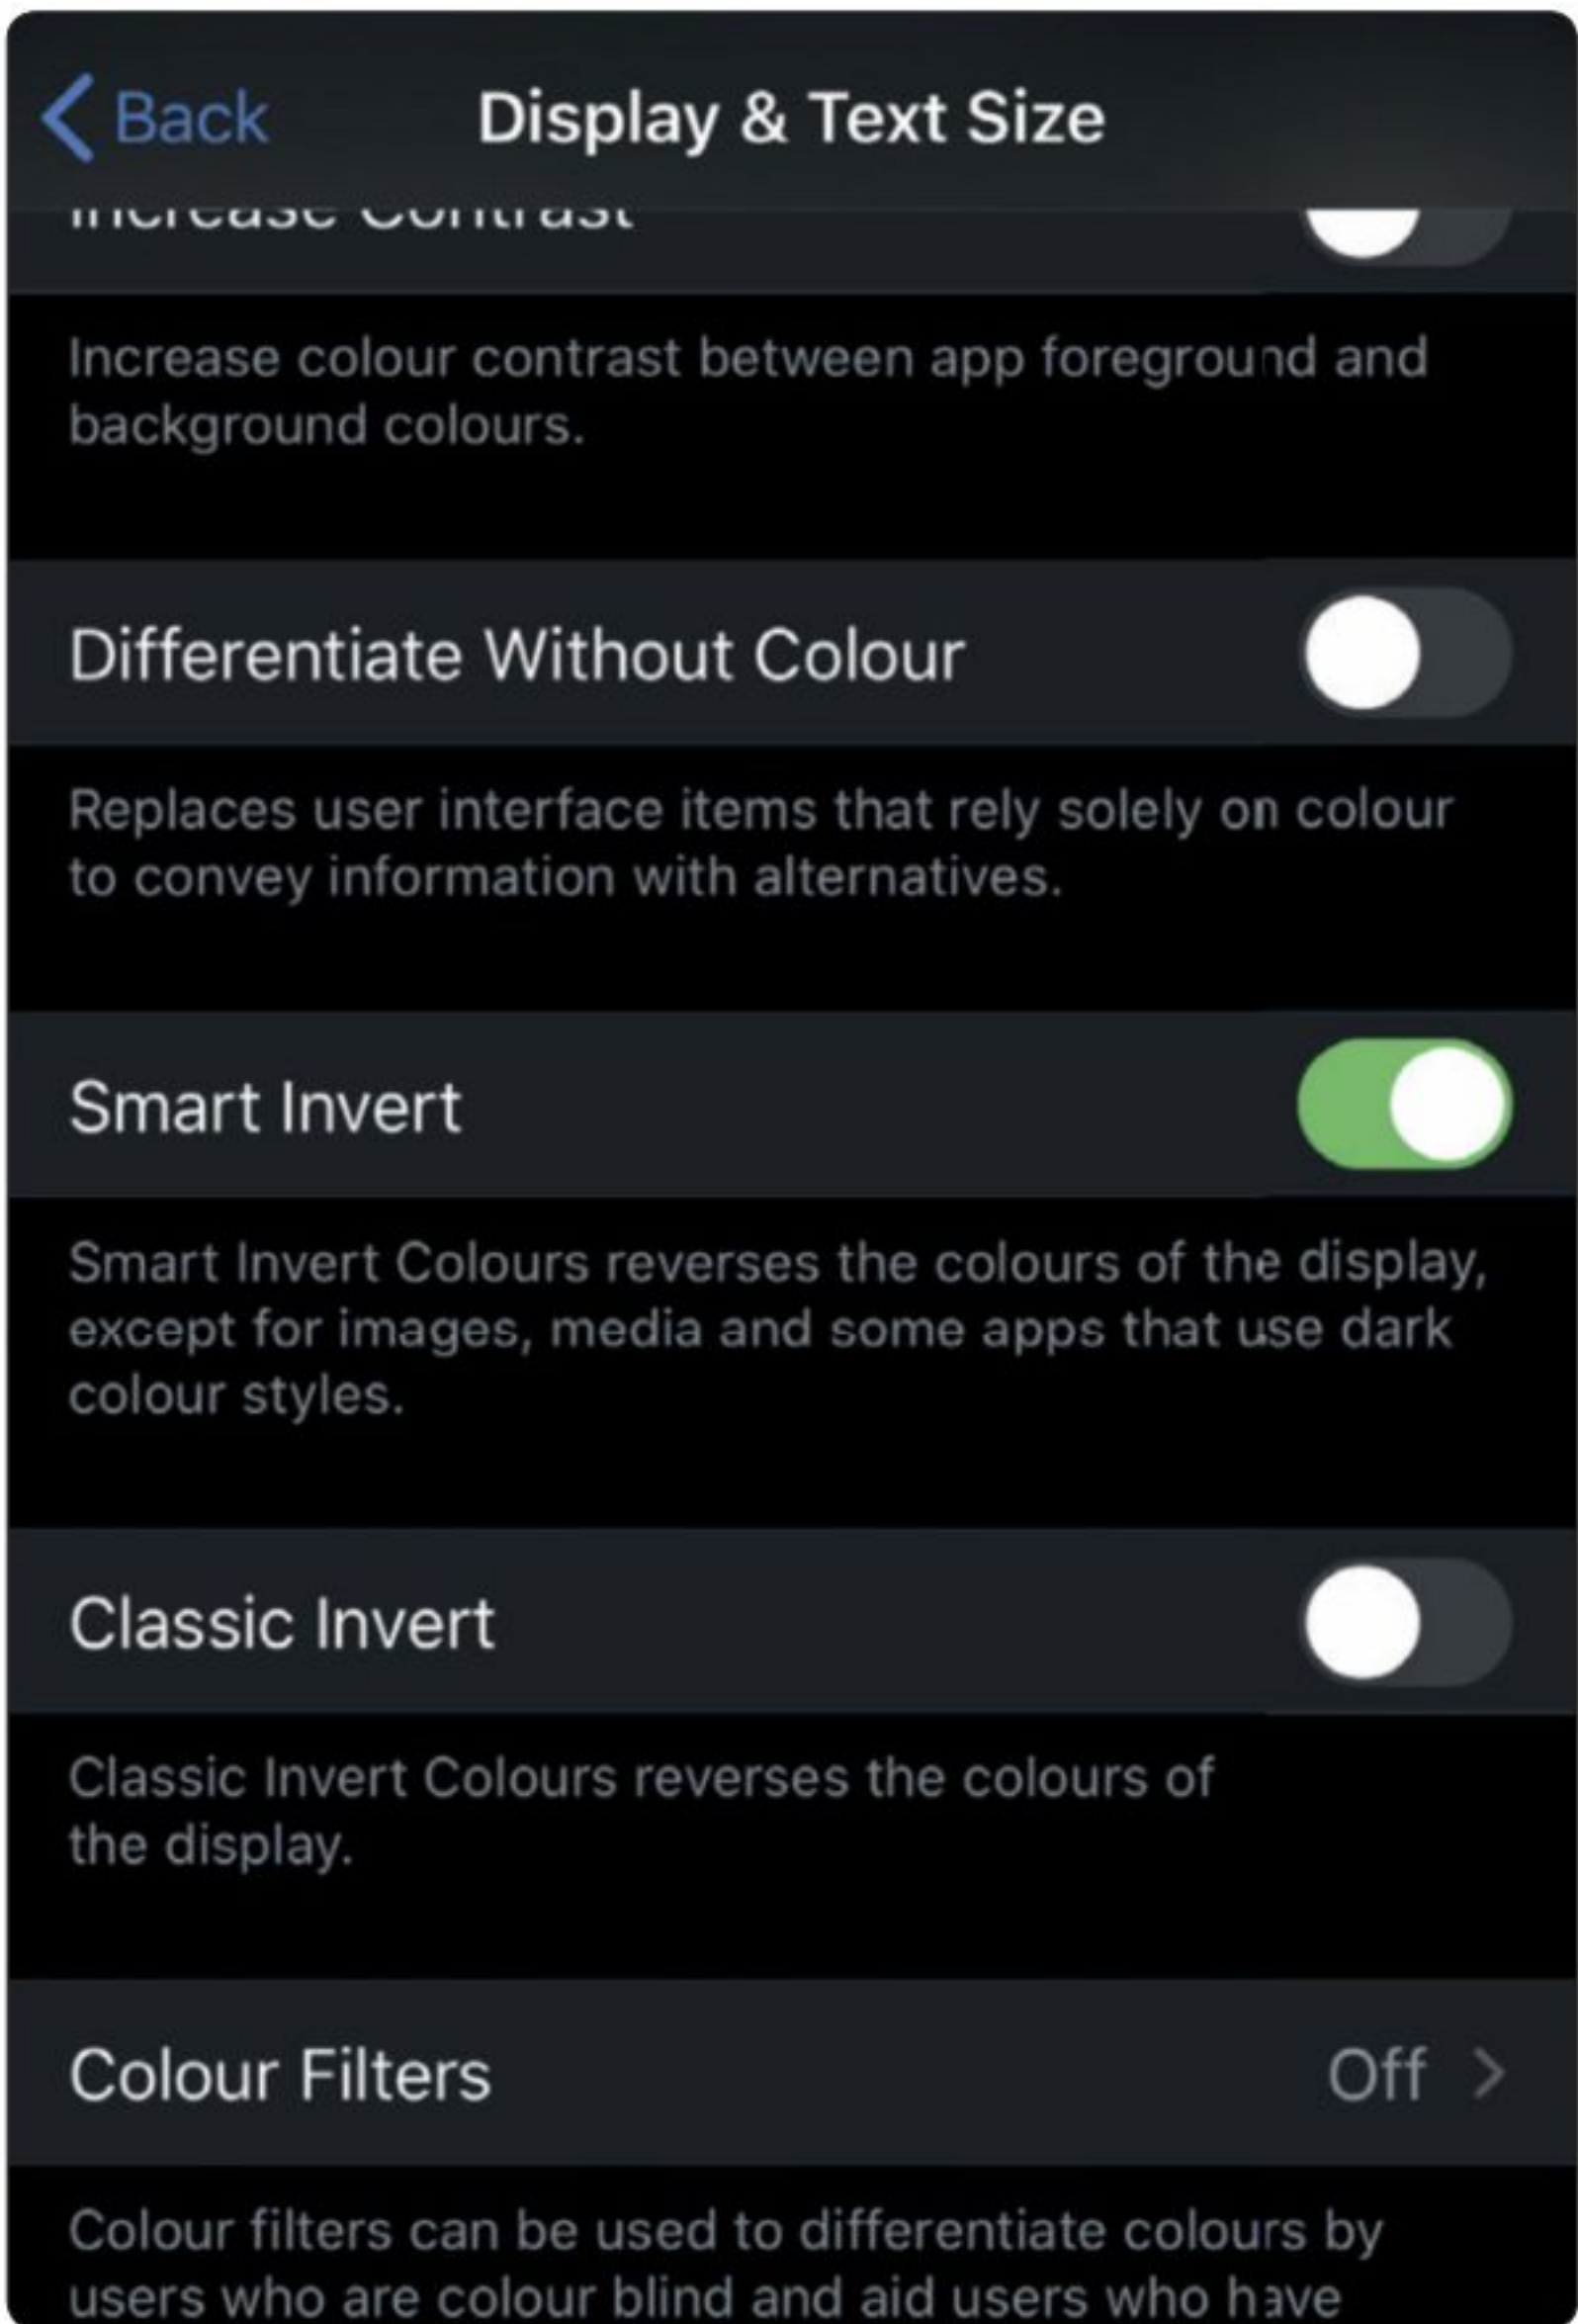 Back
Display & Text Size
Increase Contrast
Increase colour contrast between app foreground and
background colours.
Differentiate Without Colour
Replaces user interface items that rely solely on colour
to convey information with alternatives.
Smart Invert
Smart Invert Colours reverses the colours of the display,
except for images, media and some apps that use dark
colour styles.
Classic Invert
Classic Invert Colours reverses the colours of
the display.
Colour Filters
Off
Colour filters can be used to differentiate colours by
users who are colour blind and aid users who have